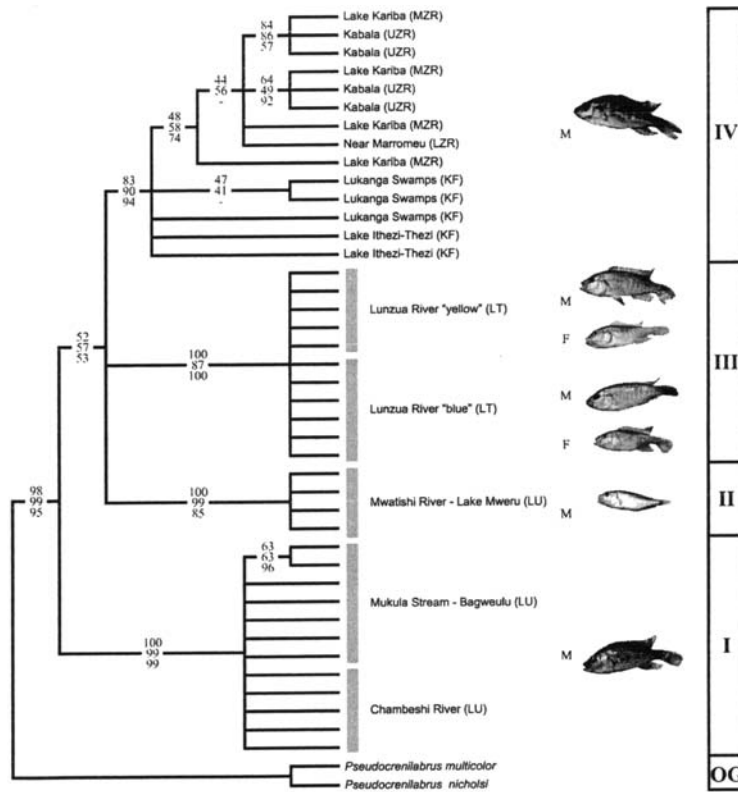 Lake Kariba (MZR)
84
86
57
Kabala (UZR)
Kabala (UZR)
44
56
-
64
49
92
Lake Kariba (MZR)
Kabala (UZR)
Kabala (UZR)
48
58
74
Lake Kariba (MZR)
Near Marromeu (LZR)
Lake Kariba (MZR)
M
IV
83
90
94
47
41
-
Lukanga Swamps (KF)
Lukanga Swamps (KF)
Lukanga Swamps (KF)
Lake Ithezi-Thezi (KF)
Lake Ithezi-Thezi (KF)
52
57
53
100
87
100
Lunzua River "yellow" (LT)
M
F
Lunzua River "blue" (LT)
M
F
III
98
99
95
100
99
85
Mwatishi River - Lake Mweru (LU)
M
II
63
63
96
Mukula Stream - Bagweulu (LU)
100
99
99
M
I
Chambeshi River (LU)
Pseudocrenilabrus multicolor
Pseudocrenilabrus nicholsi
OG